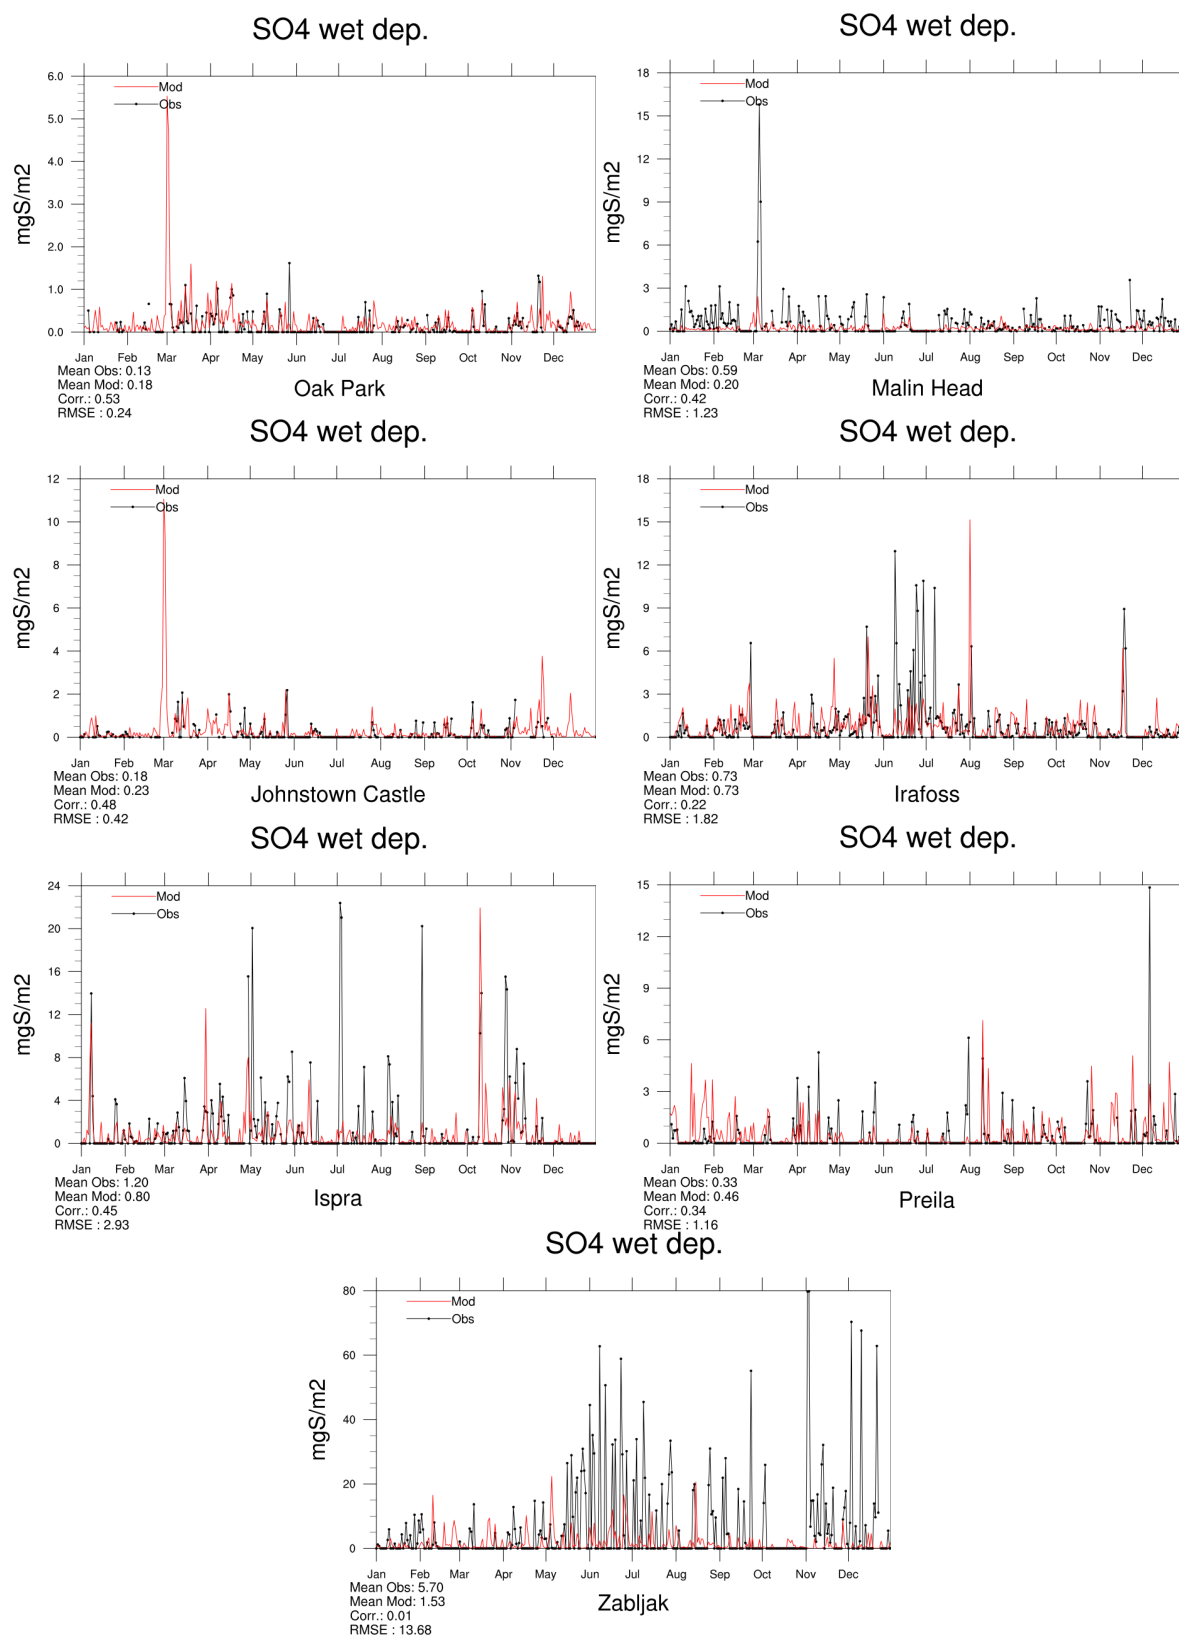 SO4 wet dep.
6.0
5.0
4.0
3.0
2.0
1.0
0.0
mgS/m2
Mod
Obs
Jan Feb Mar Apr May Jun Jul Aug Sep Oct Nov Dec
Mean Obs: 0.13
Mean Mod: 0.18
Corr.: 0.53
RMSE : 0.24
Oak Park
SO4 wet dep.
18
15
12
9
6
3
0
mgS/m2
Mod
Obs
Jan Feb Mar Apr May Jun Jul Aug Sep Oct Nov Dec
Mean Obs: 0.59
Mean Mod: 0.20
Corr.: 0.42
RMSE : 1.23
Malin Head
SO4 wet dep.
12
10
8
6
4
2
0
mgS/m2
Mod
Obs
Jan Feb Mar Apr May Jun Jul Aug Sep Oct Nov Dec
Mean Obs: 0.18
Mean Mod: 0.23
Corr.: 0.48
RMSE : 0.42
Johnstown Castle
SO4 wet dep.
18
15
12
9
6
3
0
mgS/m2
Mod
Obs
Jan Feb Mar Apr May Jun Jul Aug Sep Oct Nov Dec
Mean Obs: 0.73
Mean Mod: 0.73
Corr.: 0.22
RMSE : 1.82
Irafoss
SO4 wet dep.
24
20
16
12
8
4
0
mgS/m2
Mod
Obs
Jan Feb Mar Apr May Jun Jul Aug Sep Oct Nov Dec
Mean Obs: 1.20
Mean Mod: 0.80
Corr.: 0.45
RMSE : 2.93
Ispra
SO4 wet dep.
15
12
9
6
3
0
mgS/m2
Mod
Obs
Jan Feb Mar Apr May Jun Jul Aug Sep Oct Nov Dec
Mean Obs: 0.33
Mean Mod: 0.46
Corr.: 0.34
RMSE : 1.16
Preila
SO4 wet dep.
80
60
40
20
0
mgS/m2
Mod
Obs
Jan Feb Mar Apr May Jun Jul Aug Sep Oct Nov Dec
Mean Obs: 5.70
Mean Mod: 1.53
Corr.: 0.01
RMSE : 13.68
Zabljak